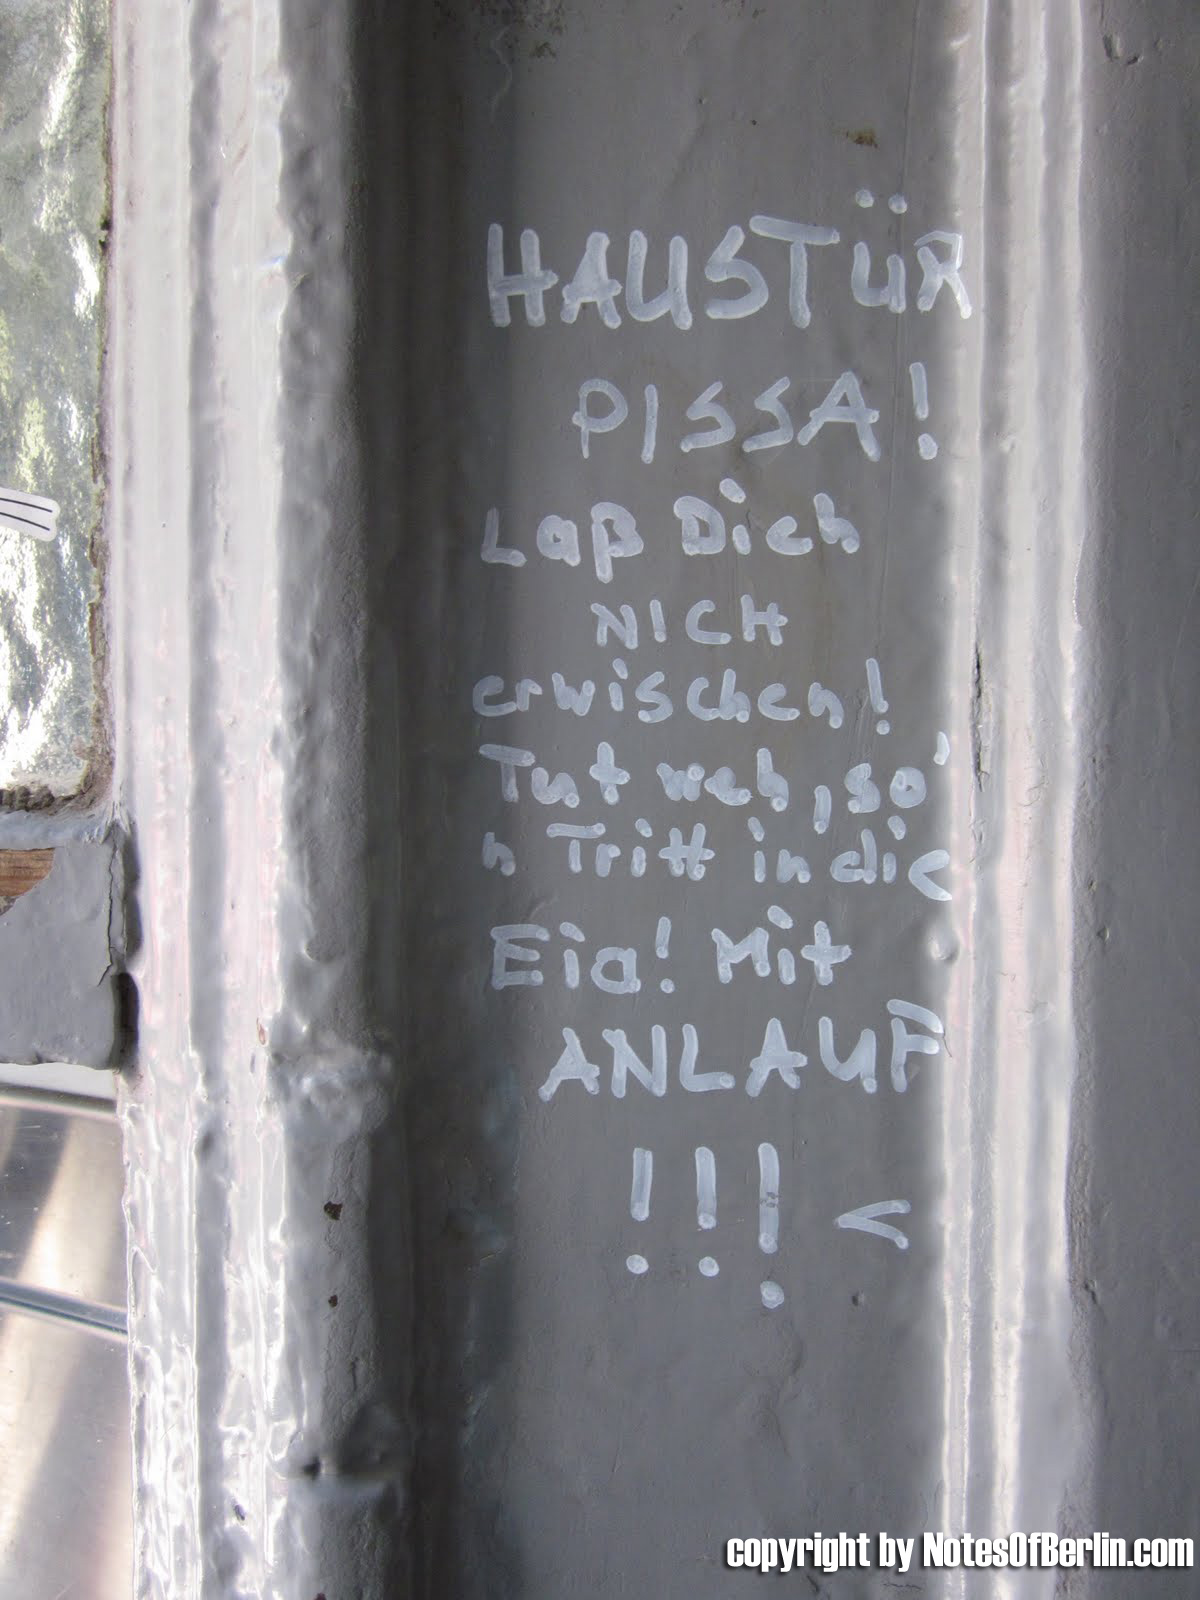 HAUSTÜR
PISSA!
Laß Dich
NICH
erwischen!
Tut weh, so'
n Tritt in die
Eia! Mit
ANLAUF
!!! <
copyright by NotesOfBerlin.com